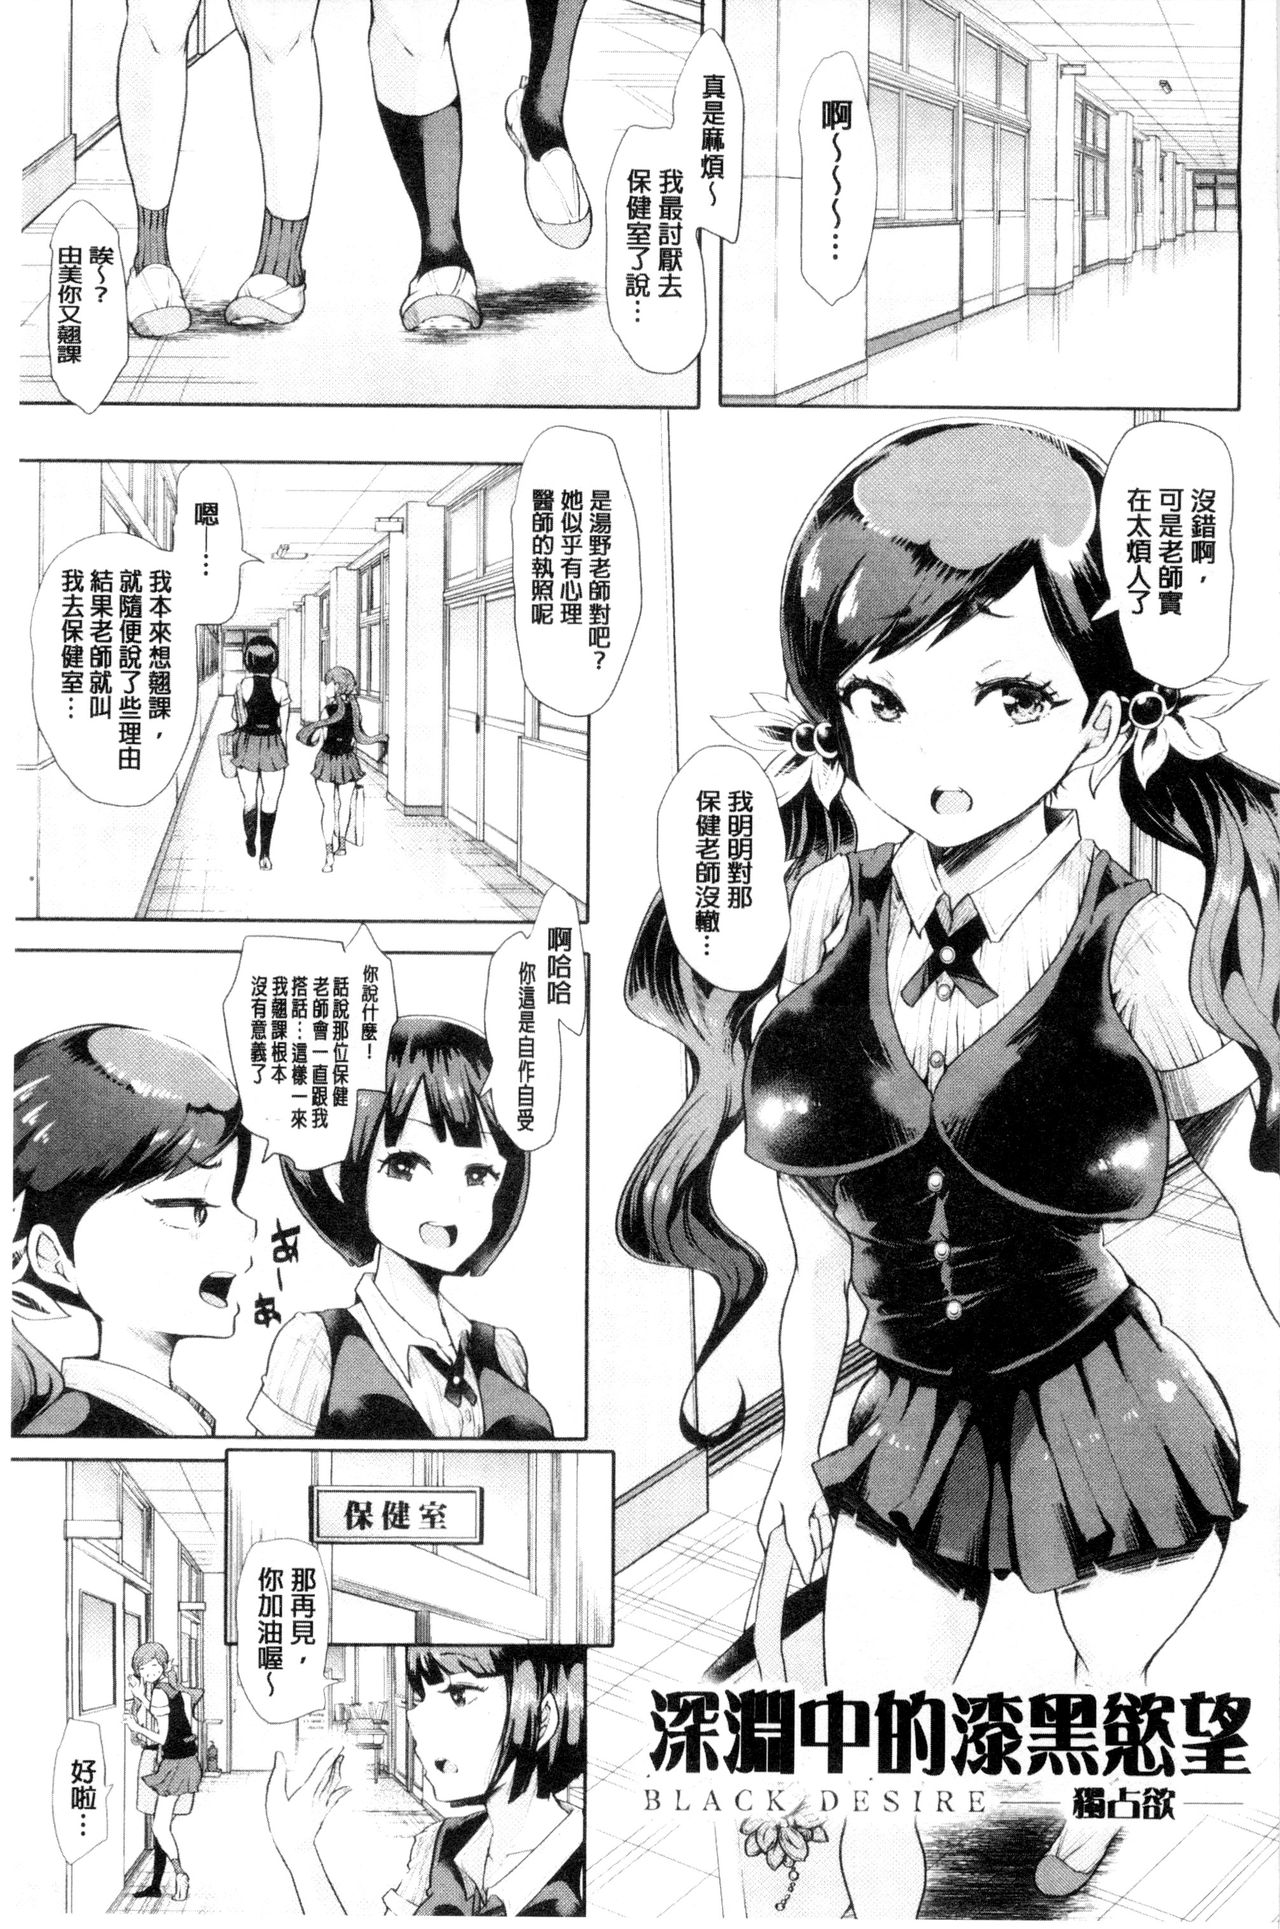 啊～～～～…
真是麻煩～
我最討厭去
保健室了說…
誒～？
由美你又翹課
沒錯啊，
可是老師實
在太煩人了
我明明對那
保健老師沒轍…
是湯野老師對吧？
她似乎有心理
醫師的執照呢
嗯──…
我本來想翹課，
就隨便說了些理由
結果老師就叫
我去保健室…
啊哈哈
你這是自作自受
你說什麼！
話說那位保健
老師會一直跟我
搭話…這樣一來
我翹課根本
沒有意義了
あーあ
保健室
那再見，
你加油喔～
好啦…
深淵中的漆黑慾望
BLACK DESIRE
獨占欲